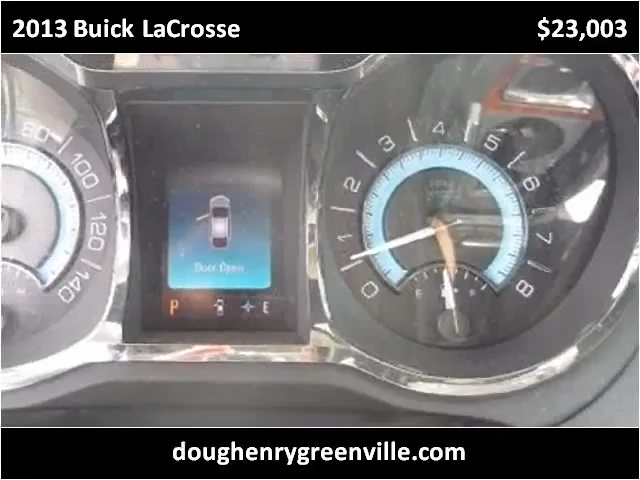 2013 Buick LaCrosse $23,003
80
100
120
140
Door Open
P E
0 1 2 3 4 5 6 7 8
E F
doughenrygreenville.com